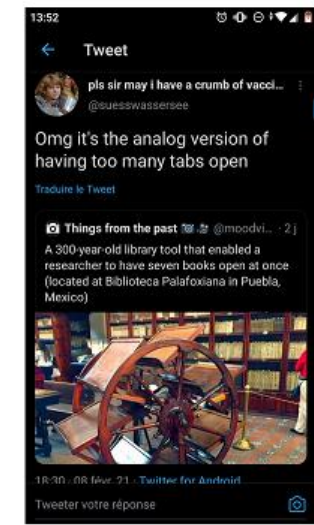 13:52
Tweet
pls sir may i have a crumb of vacci...
@suesswassersee
Omg it's the analog version of
having too many tabs open
Traduire le Tweet
Things from the past @moodvi... · 2 j
A 300-year-old library tool that enabled a
researcher to have seven books open at once
(located at Biblioteca Palafoxiana in Puebla,
Mexico)
18:30 · 08 févr. 21 · Twitter for Android
Tweeter votre réponse